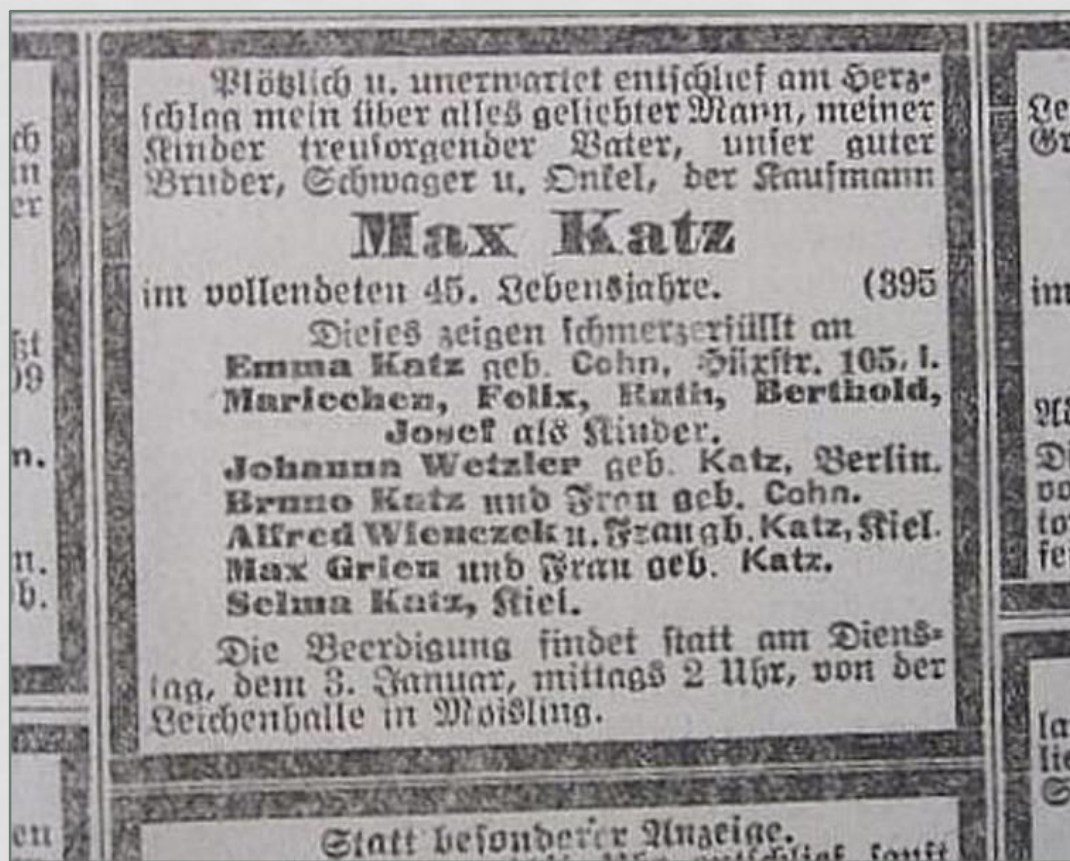 Plötzlich u. unerwartet entschlief am Herz-
schlag mein über alles geliebter Mann, meiner
Kinder treusorgender Vater, unser guter
Bruder, Schwager u. Onkel, der Kaufmann
Max Katz
im vollendeten 45. Lebensjahre. (395
Dieses zeigen schmerzerfüllt an
Emma Katz geb. Cohn, Hüxstr. 105, I.
Mariechen, Felix, Ruth, Berthold,
Josef als Kinder.
Johanna Wetzler geb. Katz, Berlin.
Bruno Katz und Frau geb. Cohn.
Alfred Wienczek u. Frau gb. Katz, Kiel.
Max Grien und Frau geb. Katz.
Selma Katz, Kiel.
Die Beerdigung findet statt am Diens-
tag, dem 3. Januar, mittags 2 Uhr, von der
Leichenhalle in Moisling.
Statt besonderer Anzeige.
entschlief sanft